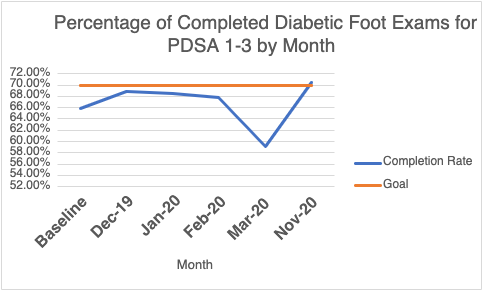 Percentage of Completed Diabetic Foot Exams for
PDSA 1-3 by Month
72.00%
70.00%
68.00%
66.00%
64.00%
62.00%
60.00%
58.00%
56.00%
54.00%
52.00%
Baseline
Dec-19
Jan-20
Feb-20
Mar-20
Nov-20
Month
Completion Rate
Goal